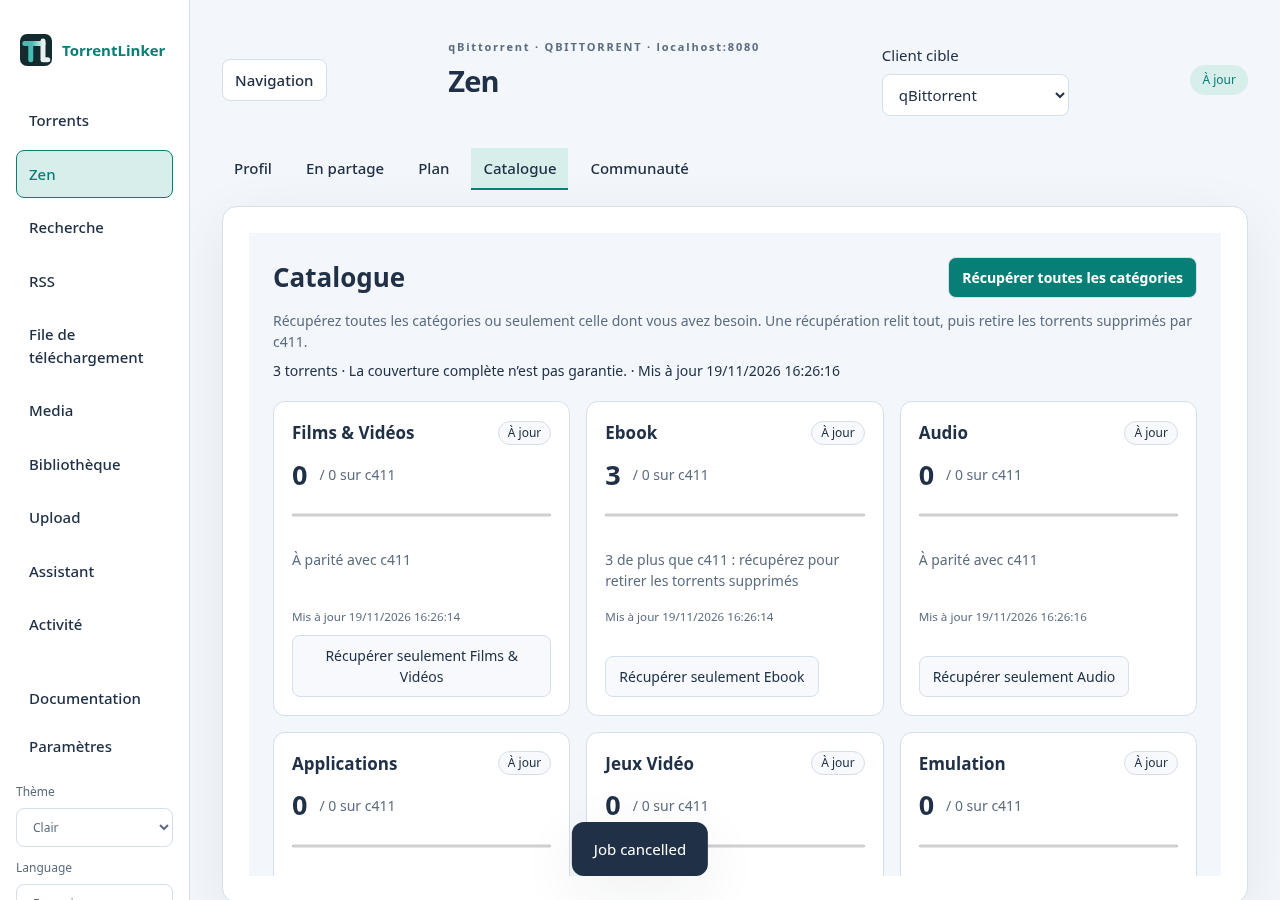 TorrentLinker
Torrents
Zen
Recherche
RSS
File de
téléchargement
Media
Bibliothèque
Upload
Assistant
Activité
Documentation
Paramètres
Thème
Clair
Language
Navigation
qBittorrent · QBITTORRENT · localhost:8080
Zen
Client cible
qBittorrent
À jour
Profil
En partage
Plan
Catalogue
Communauté
Catalogue
Récupérer toutes les catégories
Récupérez toutes les catégories ou seulement celle dont vous avez besoin. Une récupération relit tout, puis retire les torrents supprimés par
c411.
3 torrents · La couverture complète n'est pas garantie. · Mis à jour 19/11/2026 16:26:16
Films & Vidéos
À jour
0 / 0 sur c411
À parité avec c411
Mis à jour 19/11/2026 16:26:14
Récupérer seulement Films &
Vidéos
Ebook
À jour
3 / 0 sur c411
3 de plus que c411 : récupérez pour
retirer les torrents supprimés
Mis à jour 19/11/2026 16:26:14
Récupérer seulement Ebook
Audio
À jour
0 / 0 sur c411
À parité avec c411
Mis à jour 19/11/2026 16:26:16
Récupérer seulement Audio
Applications
À jour
0 / 0 sur c411
Jeux Vidéo
À jour
0 / 0 sur c411
Emulation
À jour
0 / 0 sur c411
Job cancelled